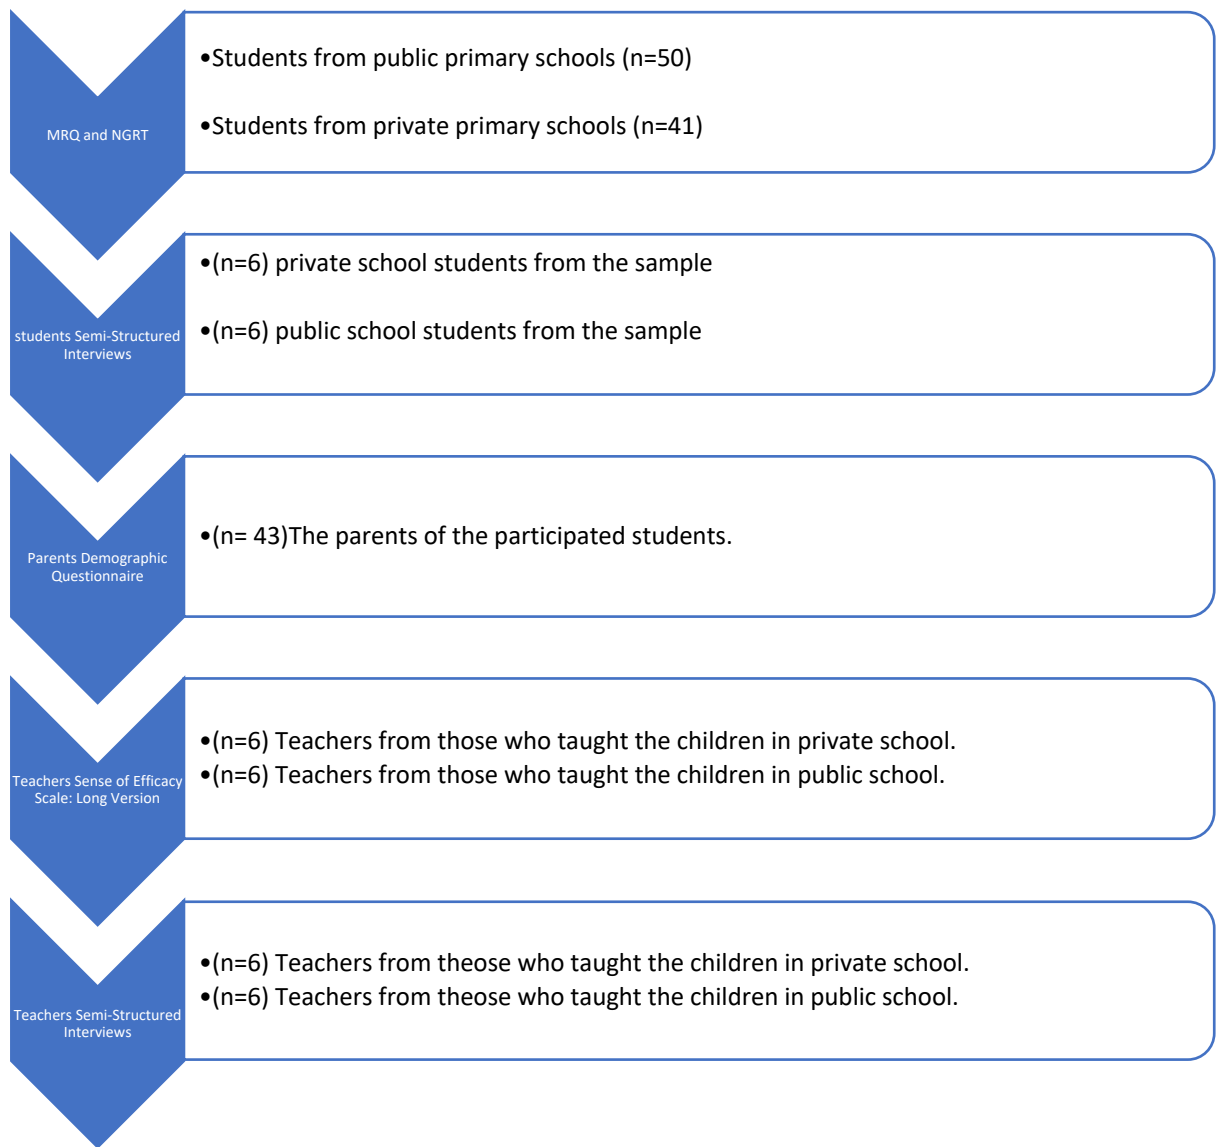 MRQ and NGRT
•Students from public primary schools (n=50)
•Students from private primary schools (n=41)
students Semi-Structured
Interviews
•(n=6) private school students from the sample
•(n=6) public school students from the sample
Parents Demographic
Questionnaire
•(n= 43)The parents of the participated students.
Teachers Sense of Efficacy
Scale: Long Version
•(n=6) Teachers from those who taught the children in private school.
•(n=6) Teachers from those who taught the children in public school.
Teachers Semi-Structured
Interviews
•(n=6) Teachers from theose who taught the children in private school.
•(n=6) Teachers from theose who taught the children in public school.